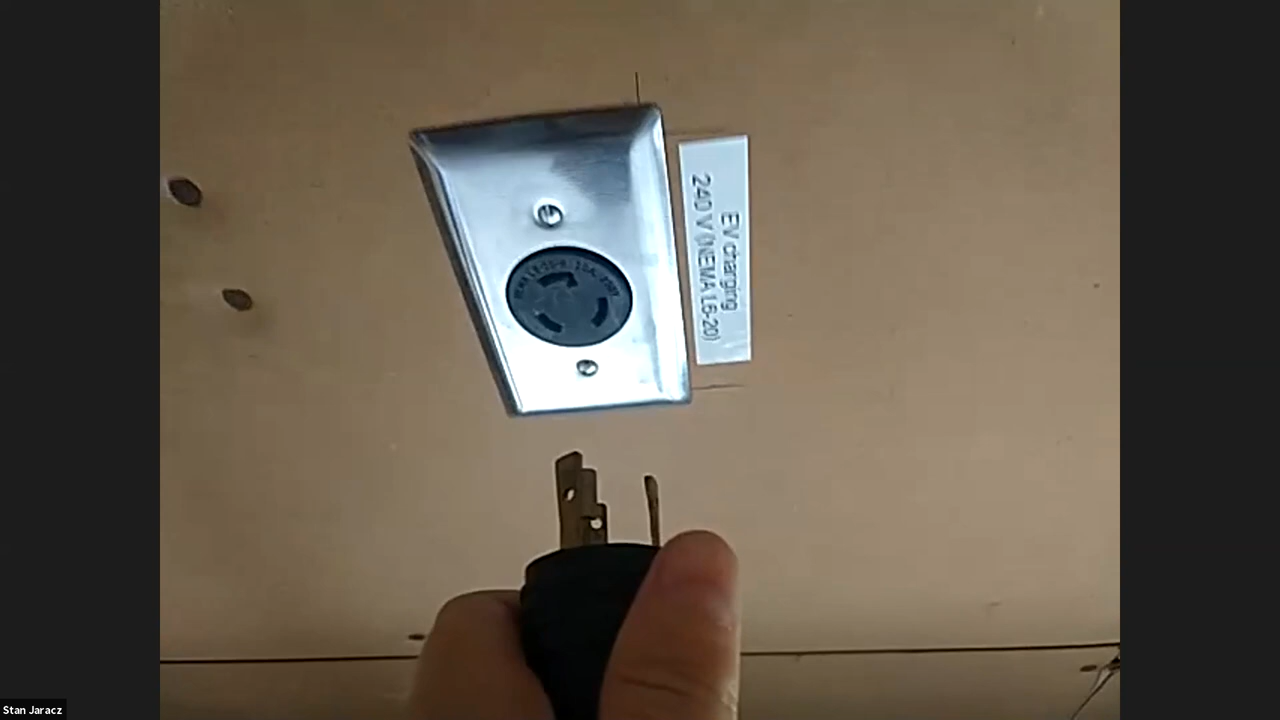 EV charging
240 V (NEMA L6-20)
Stan Jaracz